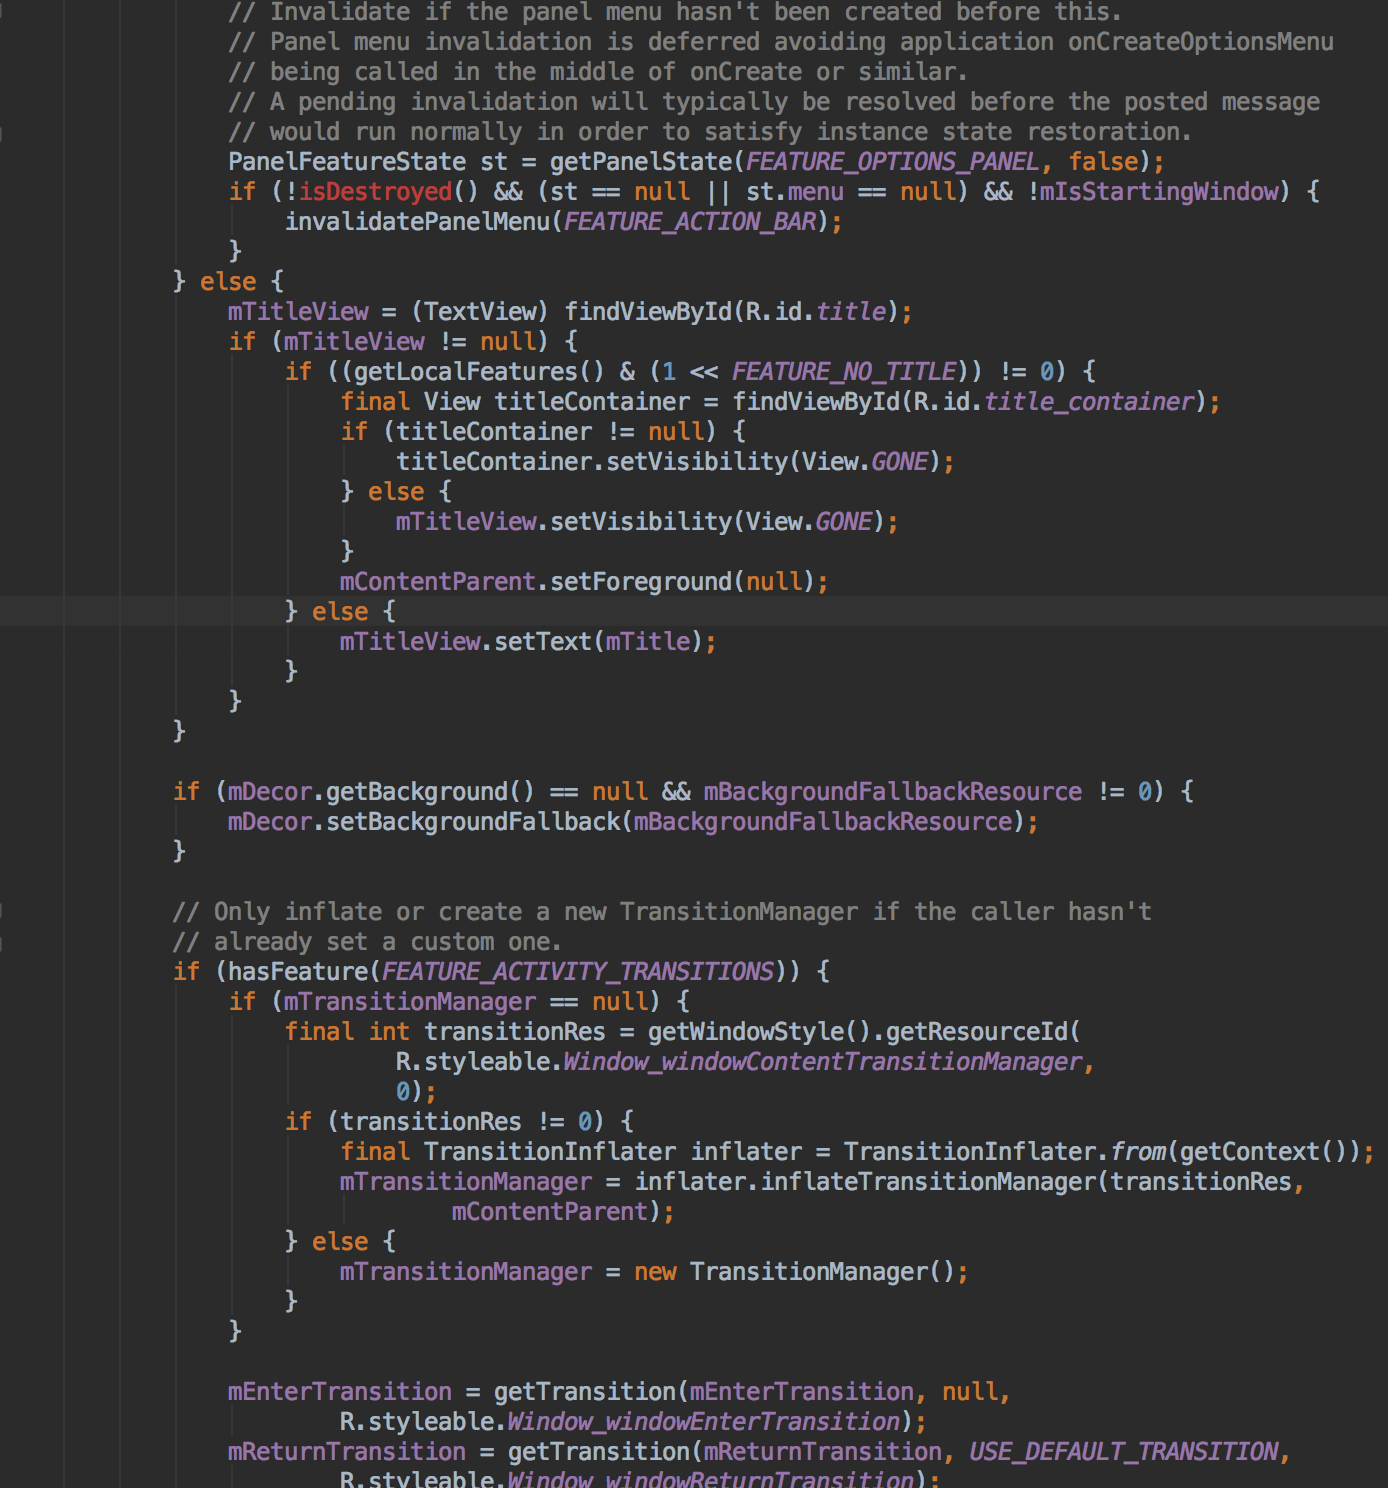 // Invalidate if the panel menu hasn't been created before this.
// Panel menu invalidation is deferred avoiding application onCreateOptionsMenu
// being called in the middle of onCreate or similar.
// A pending invalidation will typically be resolved before the posted message
// would run normally in order to satisfy instance state restoration.
PanelFeatureState st = getPanelState(FEATURE_OPTIONS_PANEL, false);
if (!isDestroyed() && (st == null || st.menu == null) && !mIsStartingWindow) {
invalidatePanelMenu(FEATURE_ACTION_BAR);
}
} else {
mTitleView = (TextView) findViewById(R.id.title);
if (mTitleView != null) {
if ((getLocalFeatures() & (1 << FEATURE_NO_TITLE)) != 0) {
final View titleContainer = findViewById(R.id.title_container);
if (titleContainer != null) {
titleContainer.setVisibility(View.GONE);
} else {
mTitleView.setVisibility(View.GONE);
}
mContentParent.setForeground(null);
} else {
mTitleView.setText(mTitle);
}
}
}
if (mDecor.getBackground() == null && mBackgroundFallbackResource != 0) {
mDecor.setBackgroundFallback(mBackgroundFallbackResource);
}
// Only inflate or create a new TransitionManager if the caller hasn't
// already set a custom one.
if (hasFeature(FEATURE_ACTIVITY_TRANSITIONS)) {
if (mTransitionManager == null) {
final int transitionRes = getWindowStyle().getResourceId(
R.styleable.Window_windowContentTransitionManager,
0);
if (transitionRes != 0) {
final TransitionInflater inflater = TransitionInflater.from(getContext());
mTransitionManager = inflater.inflateTransitionManager(transitionRes,
mContentParent);
} else {
mTransitionManager = new TransitionManager();
}
}
mEnterTransition = getTransition(mEnterTransition, null,
R.styleable.Window_windowEnterTransition);
mReturnTransition = getTransition(mReturnTransition, USE_DEFAULT_TRANSITION,
R.styleable.Window_windowReturnTransition);